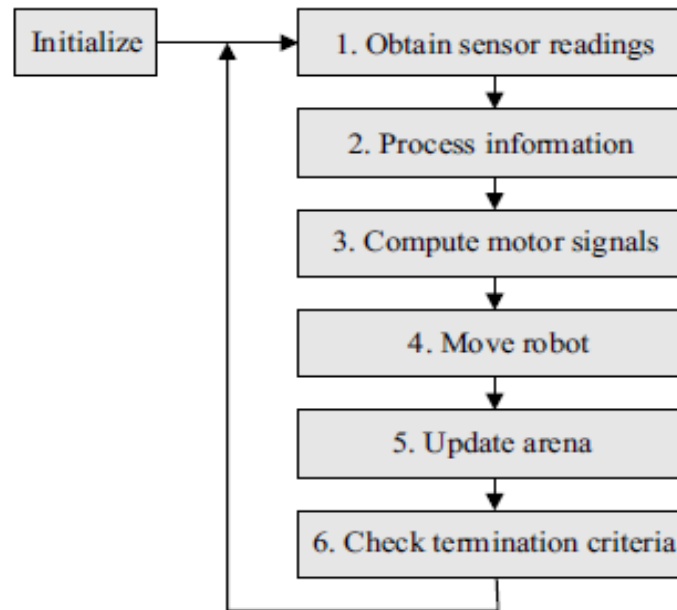 Initialize
1. Obtain sensor readings
2. Process information
3. Compute motor signals
4. Move robot
5. Update arena
6. Check termination criteria